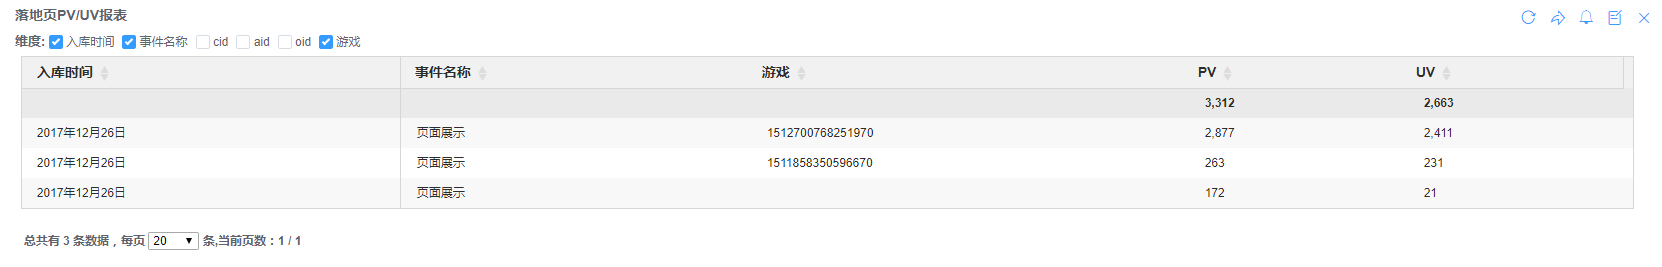 落地页PV/UV报表
维度: 入库时间 事件名称 cid aid oid 游戏
入库时间 事件名称 游戏 PV UV
3,312 2,663
2017年12月26日 页面展示 1512700768251970 2,877 2,411
2017年12月26日 页面展示 1511858350596670 263 231
2017年12月26日 页面展示 172 21
总共有 3 条数据，每页 20 条,当前页数：1 / 1